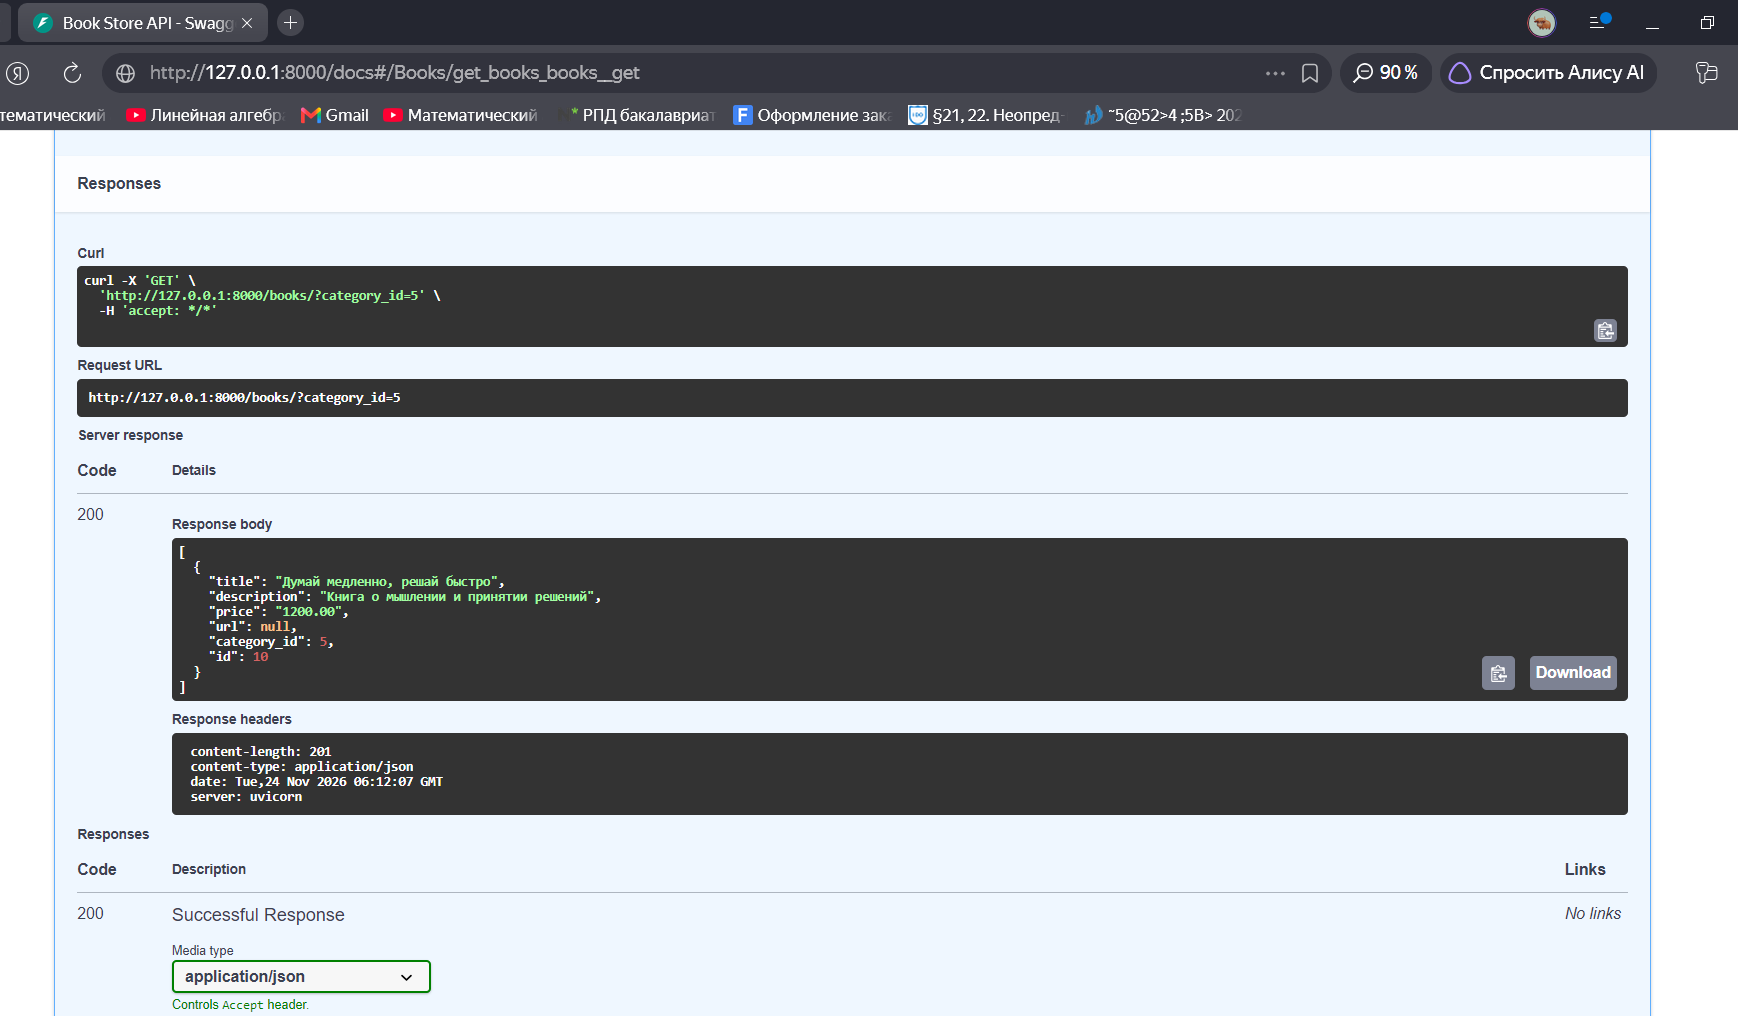 Book Store API - Swagg
http://127.0.0.1:8000/docs#/Books/get_books_books__get
90 %
Спросить Алису AI
тематический
Линейная алгебр
Gmail
Математический
РПД бакалавриат
Оформление зака
§21, 22. Неопред-
~5@52>4 ;5B> 202
Responses
Curl
curl -X 'GET' \
'http://127.0.0.1:8000/books/?category_id=5' \
-H 'accept: */*'
Request URL
http://127.0.0.1:8000/books/?category_id=5
Server response
Code Details
200
Response body
[
{
"title": "Думай медленно, решай быстро",
"description": "Книга о мышлении и принятии решений",
"price": "1200.00",
"url": null,
"category_id": 5,
"id": 10
}
]
Download
Response headers
content-length: 201
content-type: application/json
date: Tue,24 Nov 2026 06:12:07 GMT
server: uvicorn
Responses
Code Description Links
200 Successful Response No links
Media type
application/json
Controls Accept header.